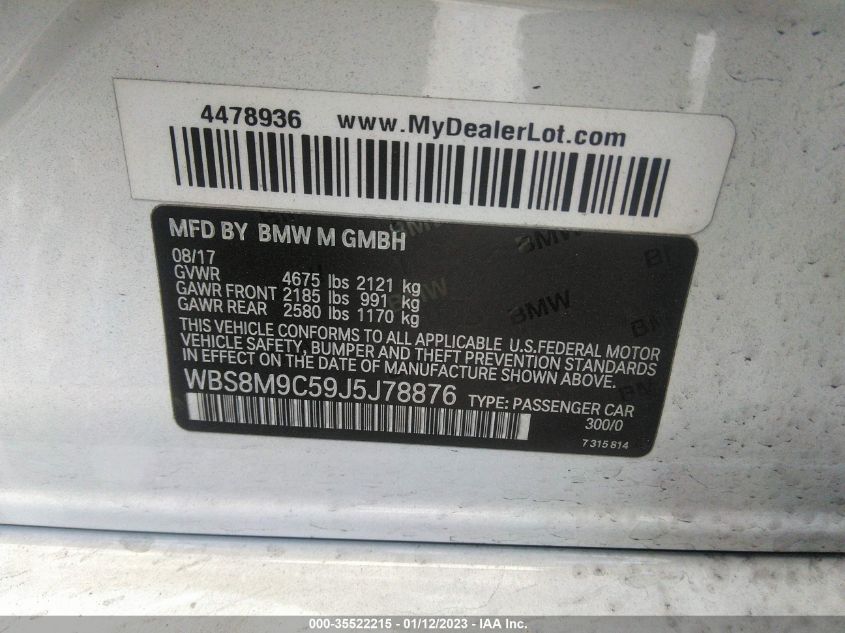 4478936 www.MyDealerLot.com
MFD BY BMW M GMBH
08/17
GVWR 4675 lbs 2121 kg
GAWR FRONT 2185 lbs 991 kg
GAWR REAR 2580 lbs 1170 kg
THIS VEHICLE CONFORMS TO ALL APPLICABLE U.S.FEDERAL MOTOR
VEHICLE SAFETY, BUMPER AND THEFT PREVENTION STANDARDS
IN EFFECT ON THE DATE OF MANUFACTURE SHOWN ABOVE.
WBS8M9C59J5J78876 TYPE: PASSENGER CAR
300/0
7 315 814
BMW
BMW
000-35522215 - 01/12/2023 - IAA Inc.